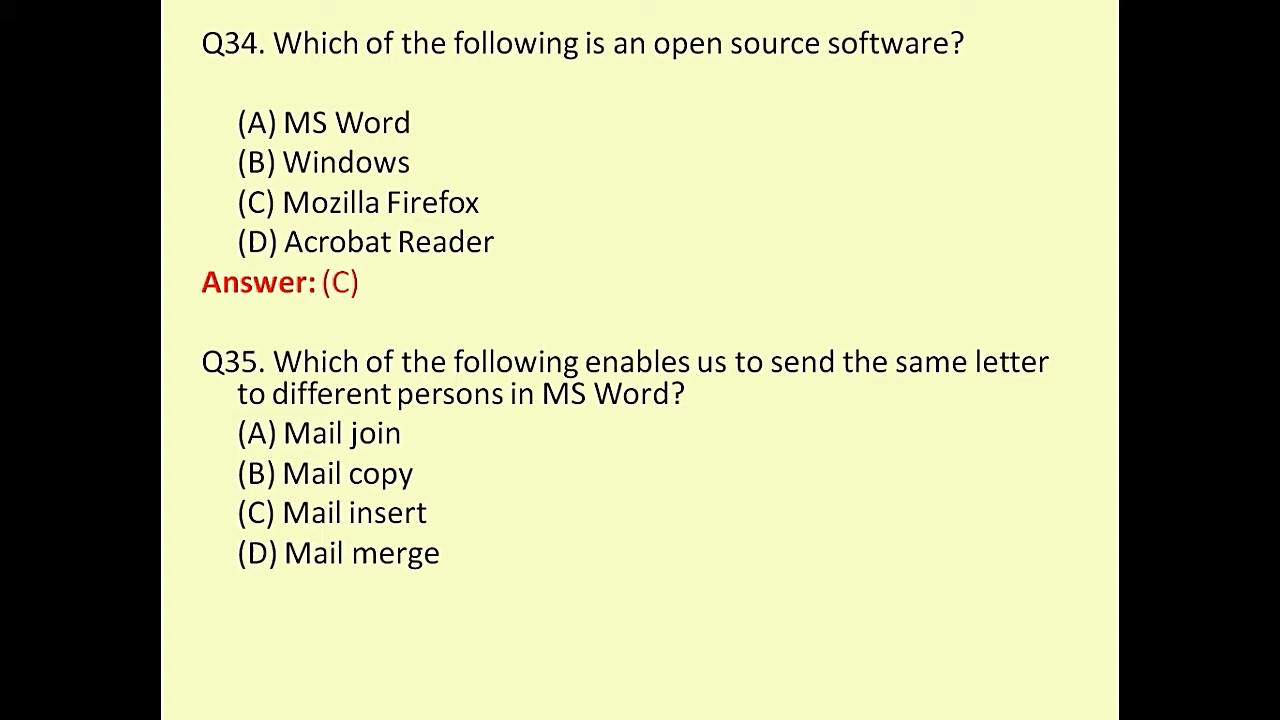 Q34. Which of the following is an open source software?
(A) MS Word
(B) Windows
(C) Mozilla Firefox
(D) Acrobat Reader
Answer: (C)
Q35. Which of the following enables us to send the same letter
to different persons in MS Word?
(A) Mail join
(B) Mail copy
(C) Mail insert
(D) Mail merge